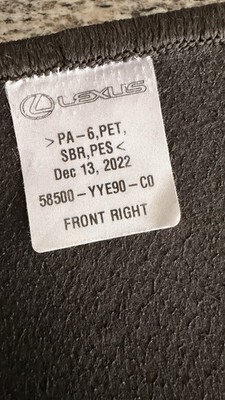 LEXUS
>PA-6,PET,
SBR,PES<
Dec 13, 2022
58500-YYE90-C0
FRONT RIGHT